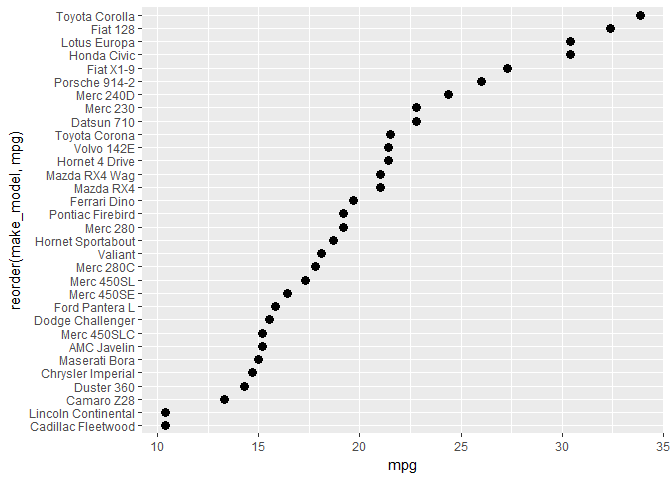 Toyota Corolla
Fiat 128
Lotus Europa
Honda Civic
Fiat X1-9
Porsche 914-2
Merc 240D
Merc 230
Datsun 710
Toyota Corona
Volvo 142E
Hornet 4 Drive
Mazda RX4 Wag
Mazda RX4
Ferrari Dino
Pontiac Firebird
Merc 280
Hornet Sportabout
Valiant
Merc 280C
Merc 450SL
Merc 450SE
Ford Pantera L
Dodge Challenger
Merc 450SLC
AMC Javelin
Maserati Bora
Chrysler Imperial
Duster 360
Camaro Z28
Lincoln Continental
Cadillac Fleetwood
reorder(make_model, mpg)
10 15 20 25 30 35
mpg